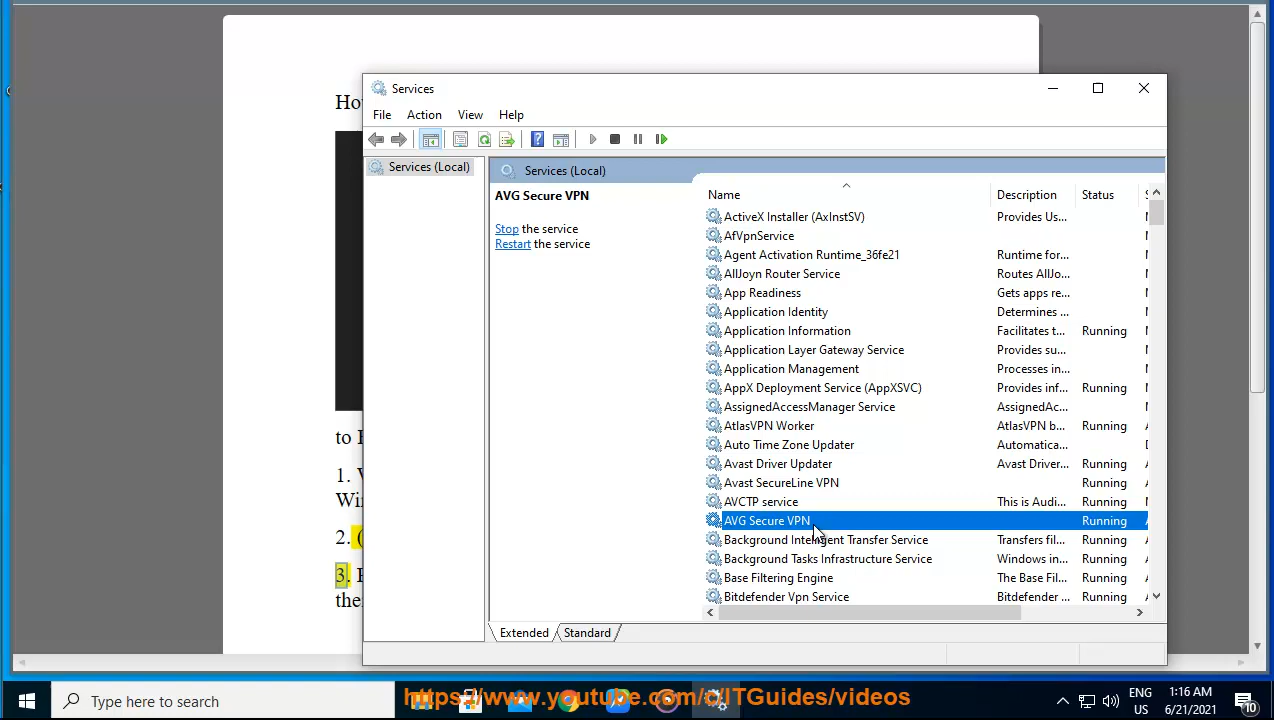 Services
File Action View Help
Services (Local)
Services (Local)
AVG Secure VPN
Stop the service
Restart the service
Name Description Status
ActiveX Installer (AxInstSV) Provides Us...
AfVpnService
Agent Activation Runtime_36fe21 Runtime for...
AllJoyn Router Service Routes AllJo...
App Readiness Gets apps re...
Application Identity Determines ...
Application Information Facilitates t... Running
Application Layer Gateway Service Provides su...
Application Management Processes in...
AppX Deployment Service (AppXSVC) Provides inf... Running
AssignedAccessManager Service AssignedAc...
AtlasVPN Worker AtlasVPN b... Running
Auto Time Zone Updater Automatica...
Avast Driver Updater Avast Driver... Running
Avast SecureLine VPN Running
AVCTP service This is Audi... Running
AVG Secure VPN Running
Background Intelligent Transfer Service Transfers fil... Running
Background Tasks Infrastructure Service Windows in... Running
Base Filtering Engine The Base Fil... Running
Bitdefender Vpn Service Bitdefender ... Running
Extended Standard
to
1.
2. (
3.
Type here to search
https://www.youtube.com/c/ITGuides/videos
ENG
US
1:16 AM
6/21/2021
10